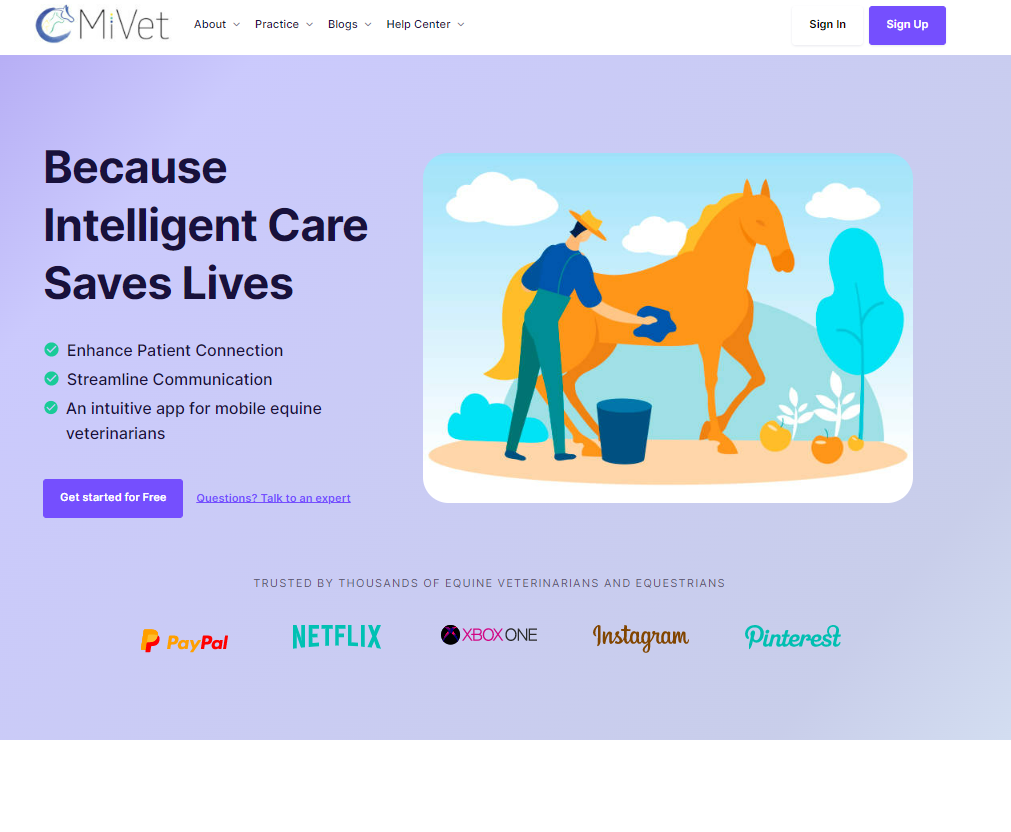 MiVet
About
Practice
Blogs
Help Center
Sign In
Sign Up
Because
Intelligent Care
Saves Lives
Enhance Patient Connection
Streamline Communication
An intuitive app for mobile equine
veterinarians
Get started for Free
Questions? Talk to an expert
TRUSTED BY THOUSANDS OF EQUINE VETERINARIANS AND EQUESTRIANS
PayPal
NETFLIX
XBOX ONE
Instagram
Pinterest